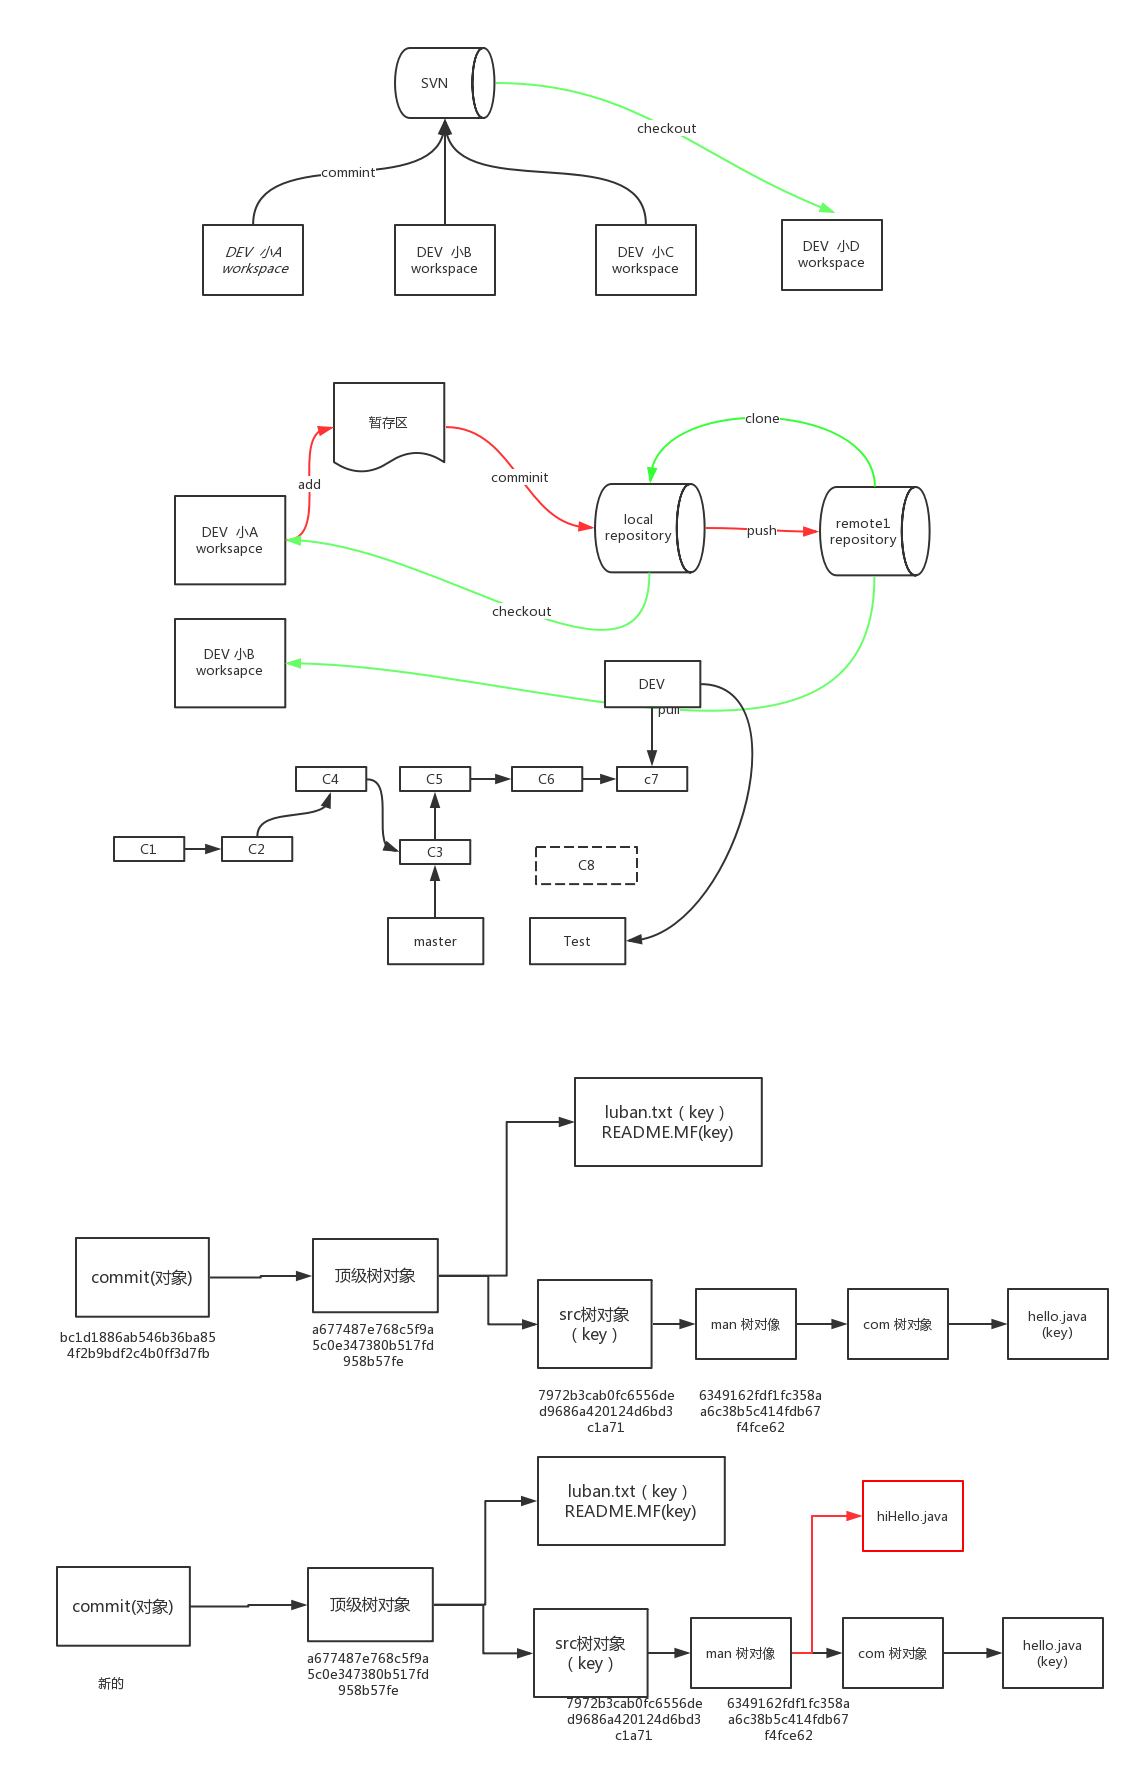 SVN
checkout
commint
DEV 小A
workspace
DEV 小B
workspace
DEV 小C
workspace
DEV 小D
workspace
暂存区
clone
add
comminit
DEV 小A
worksapce
local
repository
push
remote1
repository
checkout
DEV 小B
worksapce
DEV
pull
C4
C5
C6
c7
C1
C2
C3
C8
master
Test
luban.txt（key）
README.MF(key)
commit(对象)
顶级树对象
src树对象
（key）
man 树对像
com 树对象
hello.java
(key)
bc1d1886ab546b36ba85
4f2b9bdf2c4b0ff3d7fb
a677487e768c5f9a
5c0e347380b517fd
958b57fe
7972b3cab0fc6556de
d9686a420124d6bd3
c1a71
6349162fdf1fc358a
a6c38b5c414fdb67
f4fce62
luban.txt（key）
README.MF(key)
hiHello.java
commit(对象)
顶级树对象
src树对象
（key）
man 树对像
com 树对象
hello.java
(key)
新的
a677487e768c5f9a
5c0e347380b517fd
958b57fe
7972b3cab0fc6556de
d9686a420124d6bd3
c1a71
6349162fdf1fc358a
a6c38b5c414fdb67
f4fce62